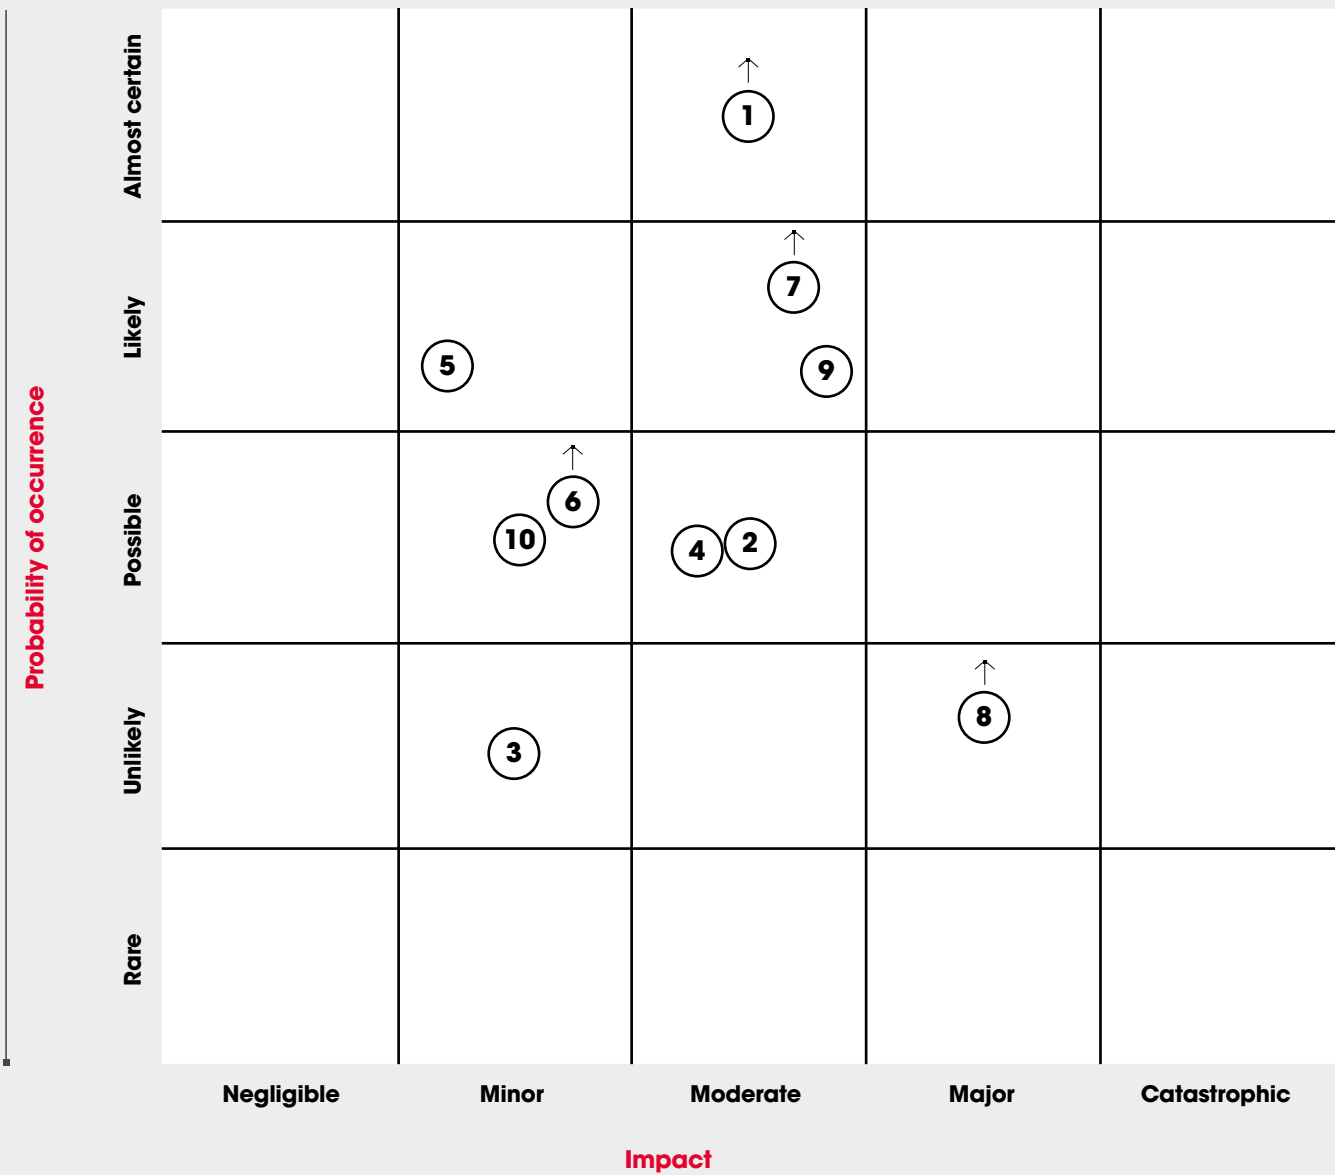 Probability of occurrence
Almost certain
1
Likely
7
5
9
Possible
6
10
4
2
Unlikely
8
3
Rare
Negligible
Minor
Moderate
Major
Catastrophic
Impact